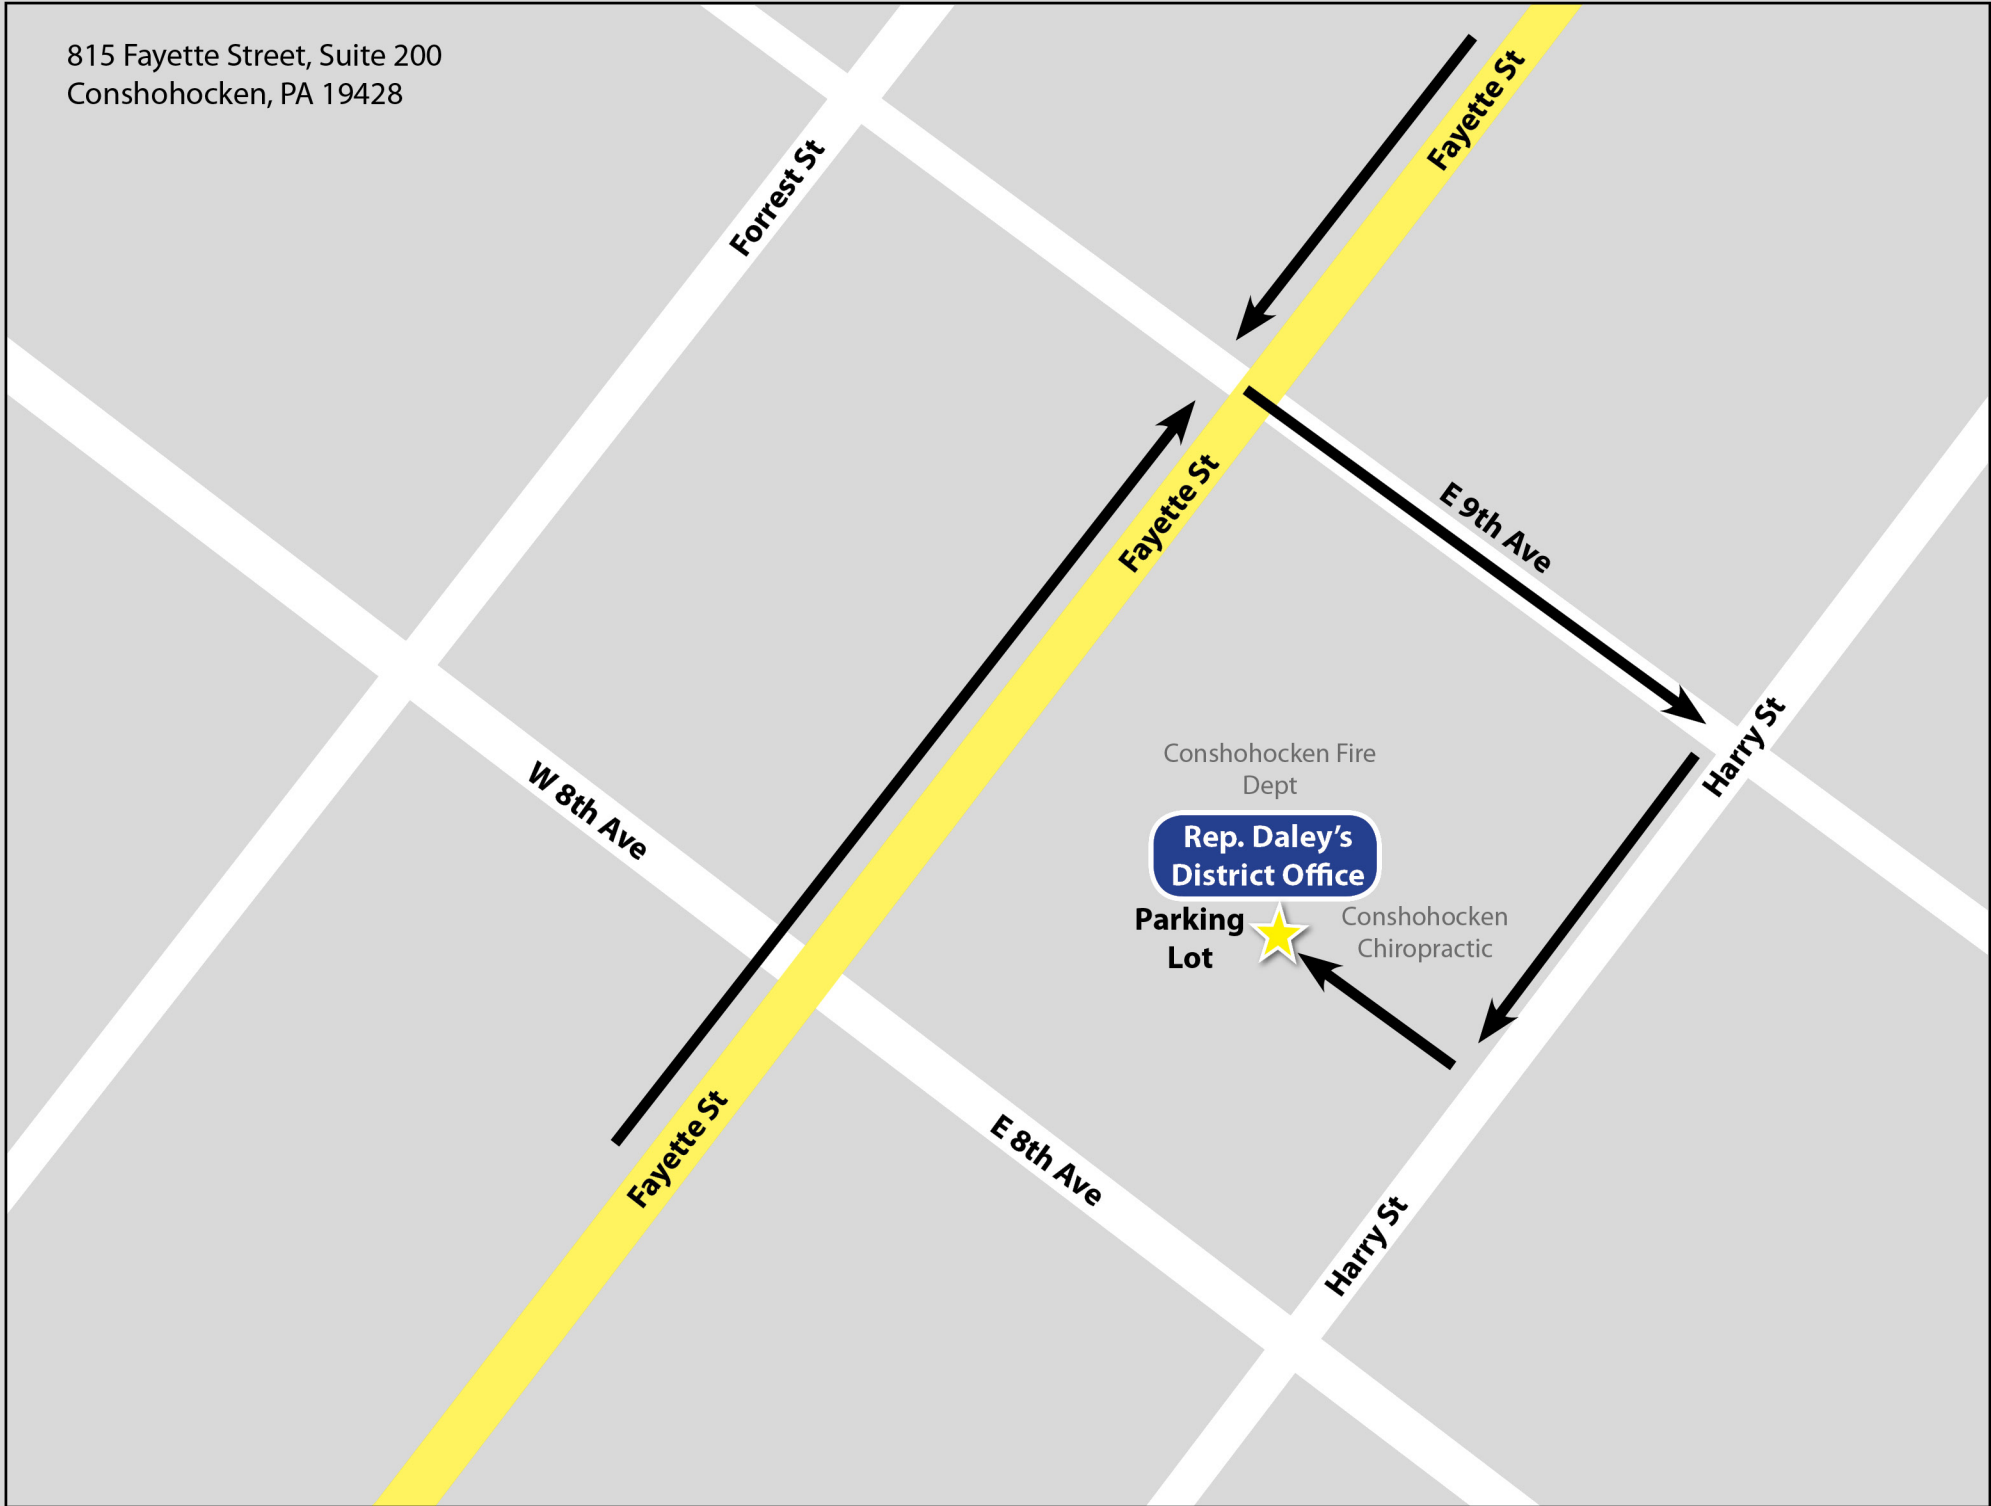 815 Fayette Street, Suite 200
Conshohocken, PA 19428
Fayette St
Forrest St
Fayette St
E 9th Ave
Harry St
Conshohocken Fire
Dept
W 8th Ave
Rep. Daley’s
District Office
Parking
Lot
Conshohocken
Chiropractic
Fayette St
E 8th Ave
Harry St